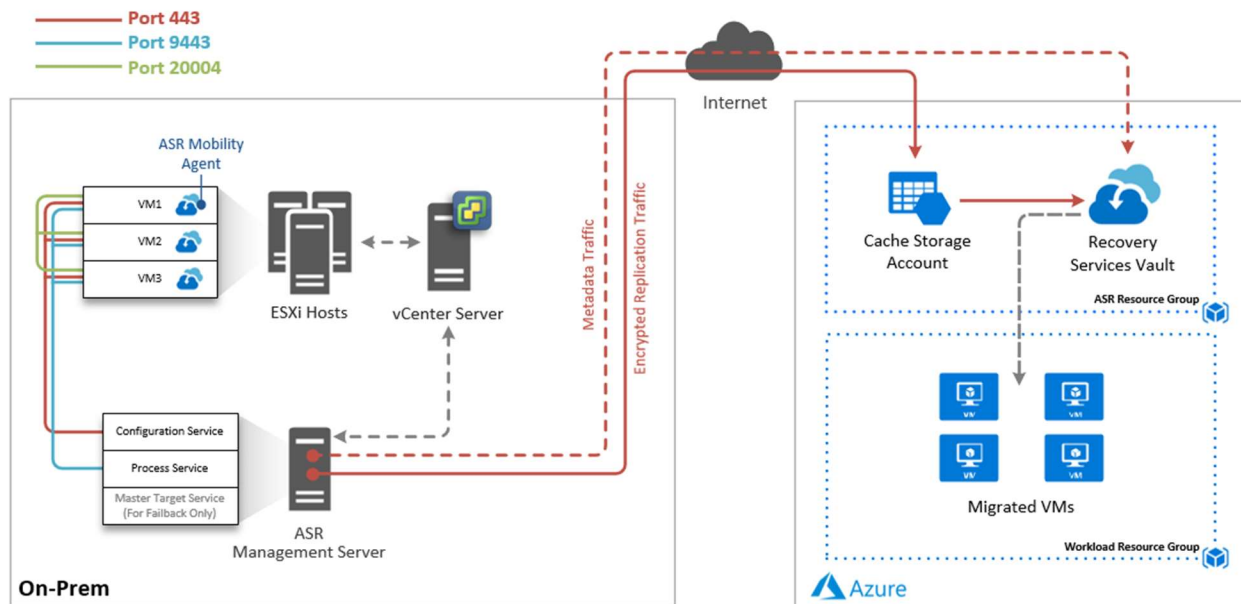 Port 443
Port 9443
Port 20004
Internet
ASR Mobility
Agent
VM1
VM2
VM3
ESXi Hosts
vCenter Server
Metadata Traffic
Encrypted Replication Traffic
Configuration Service
Process Service
Master Target Service
(For Failback Only)
ASR
Management Server
On-Prem
Cache Storage
Account
Recovery
Services Vault
ASR Resource Group
VM
VM
VM
VM
Migrated VMs
Workload Resource Group
Azure